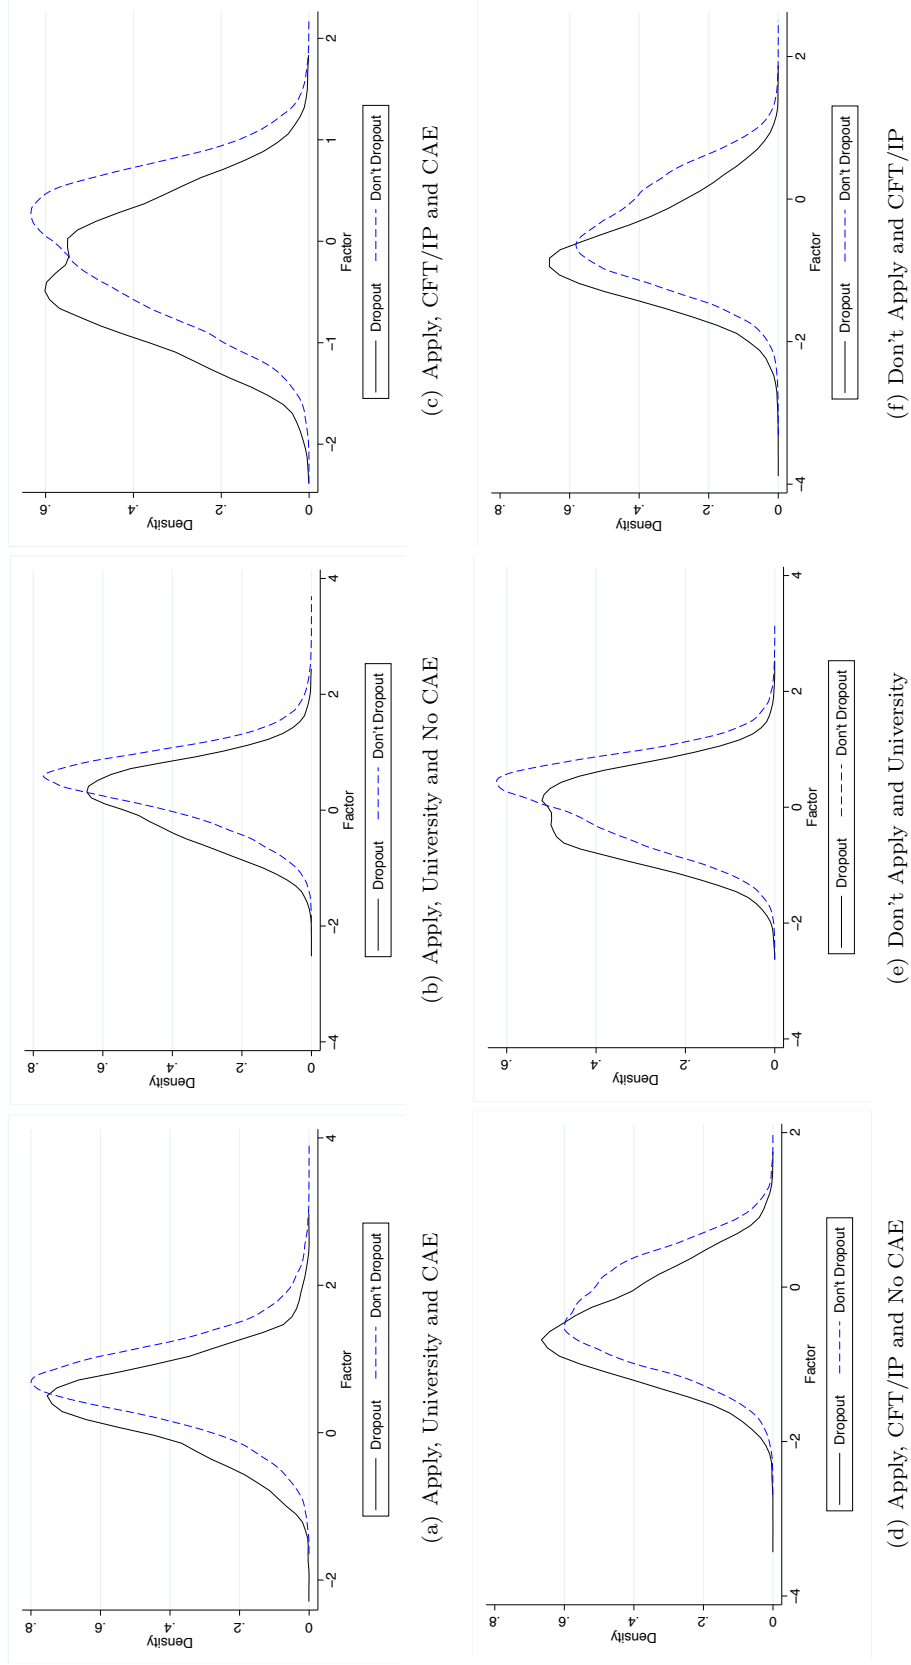 .8
.6
.4
.2
0
Density
−2
0
2
4
Factor
Dropout
Don't Dropout
(a) Apply, University and CAE
.8
.6
.4
.2
0
Density
−4
−2
0
2
4
Factor
Dropout
Don't Dropout
(b) Apply, University and No CAE
.6
.4
.2
0
Density
−2
−1
0
1
2
Factor
Dropout
Don't Dropout
(c) Apply, CFT/IP and CAE
.8
.6
.4
.2
0
Density
−4
−2
0
2
Factor
Dropout
Don't Dropout
(d) Apply, CFT/IP and No CAE
.6
.4
.2
0
Density
−4
−2
0
2
4
Factor
Dropout
Don't Dropout
(e) Don't Apply and University
.8
.6
.4
.2
0
Density
−4
−2
0
2
Factor
Dropout
Don't Dropout
(f) Don't Apply and CFT/IP